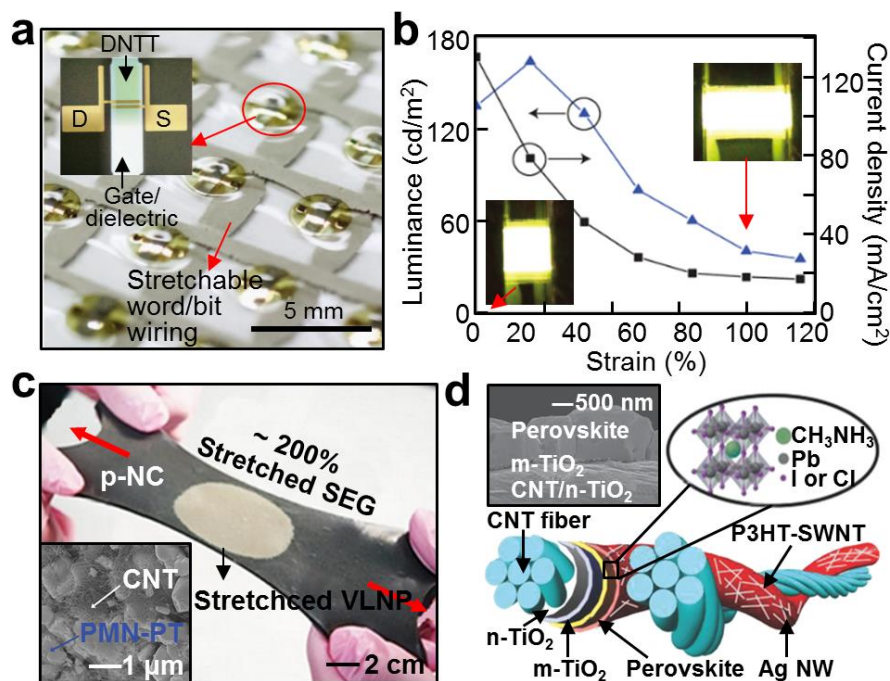 a
DNTT
D
S
Gate/
dielectric
Stretchable
word/bit
wiring
5 mm
b
180
150
120
90
60
30
0
Luminance (cd/m²)
0 20 40 60 80 100 120
Strain (%)
120
80
40
0
Current density (mA/cm²)
c
~ 200%
Stretched SEG
p-NC
CNT
PMN-PT
1 µm
Stretchced VLNP
2 cm
d
500 nm
Perovskite
m-TiO₂
CNT/n-TiO₂
CH₃NH₃
Pb
I or Cl
CNT fiber
P3HT-SWNT
n-TiO₂
m-TiO₂
Perovskite
Ag NW